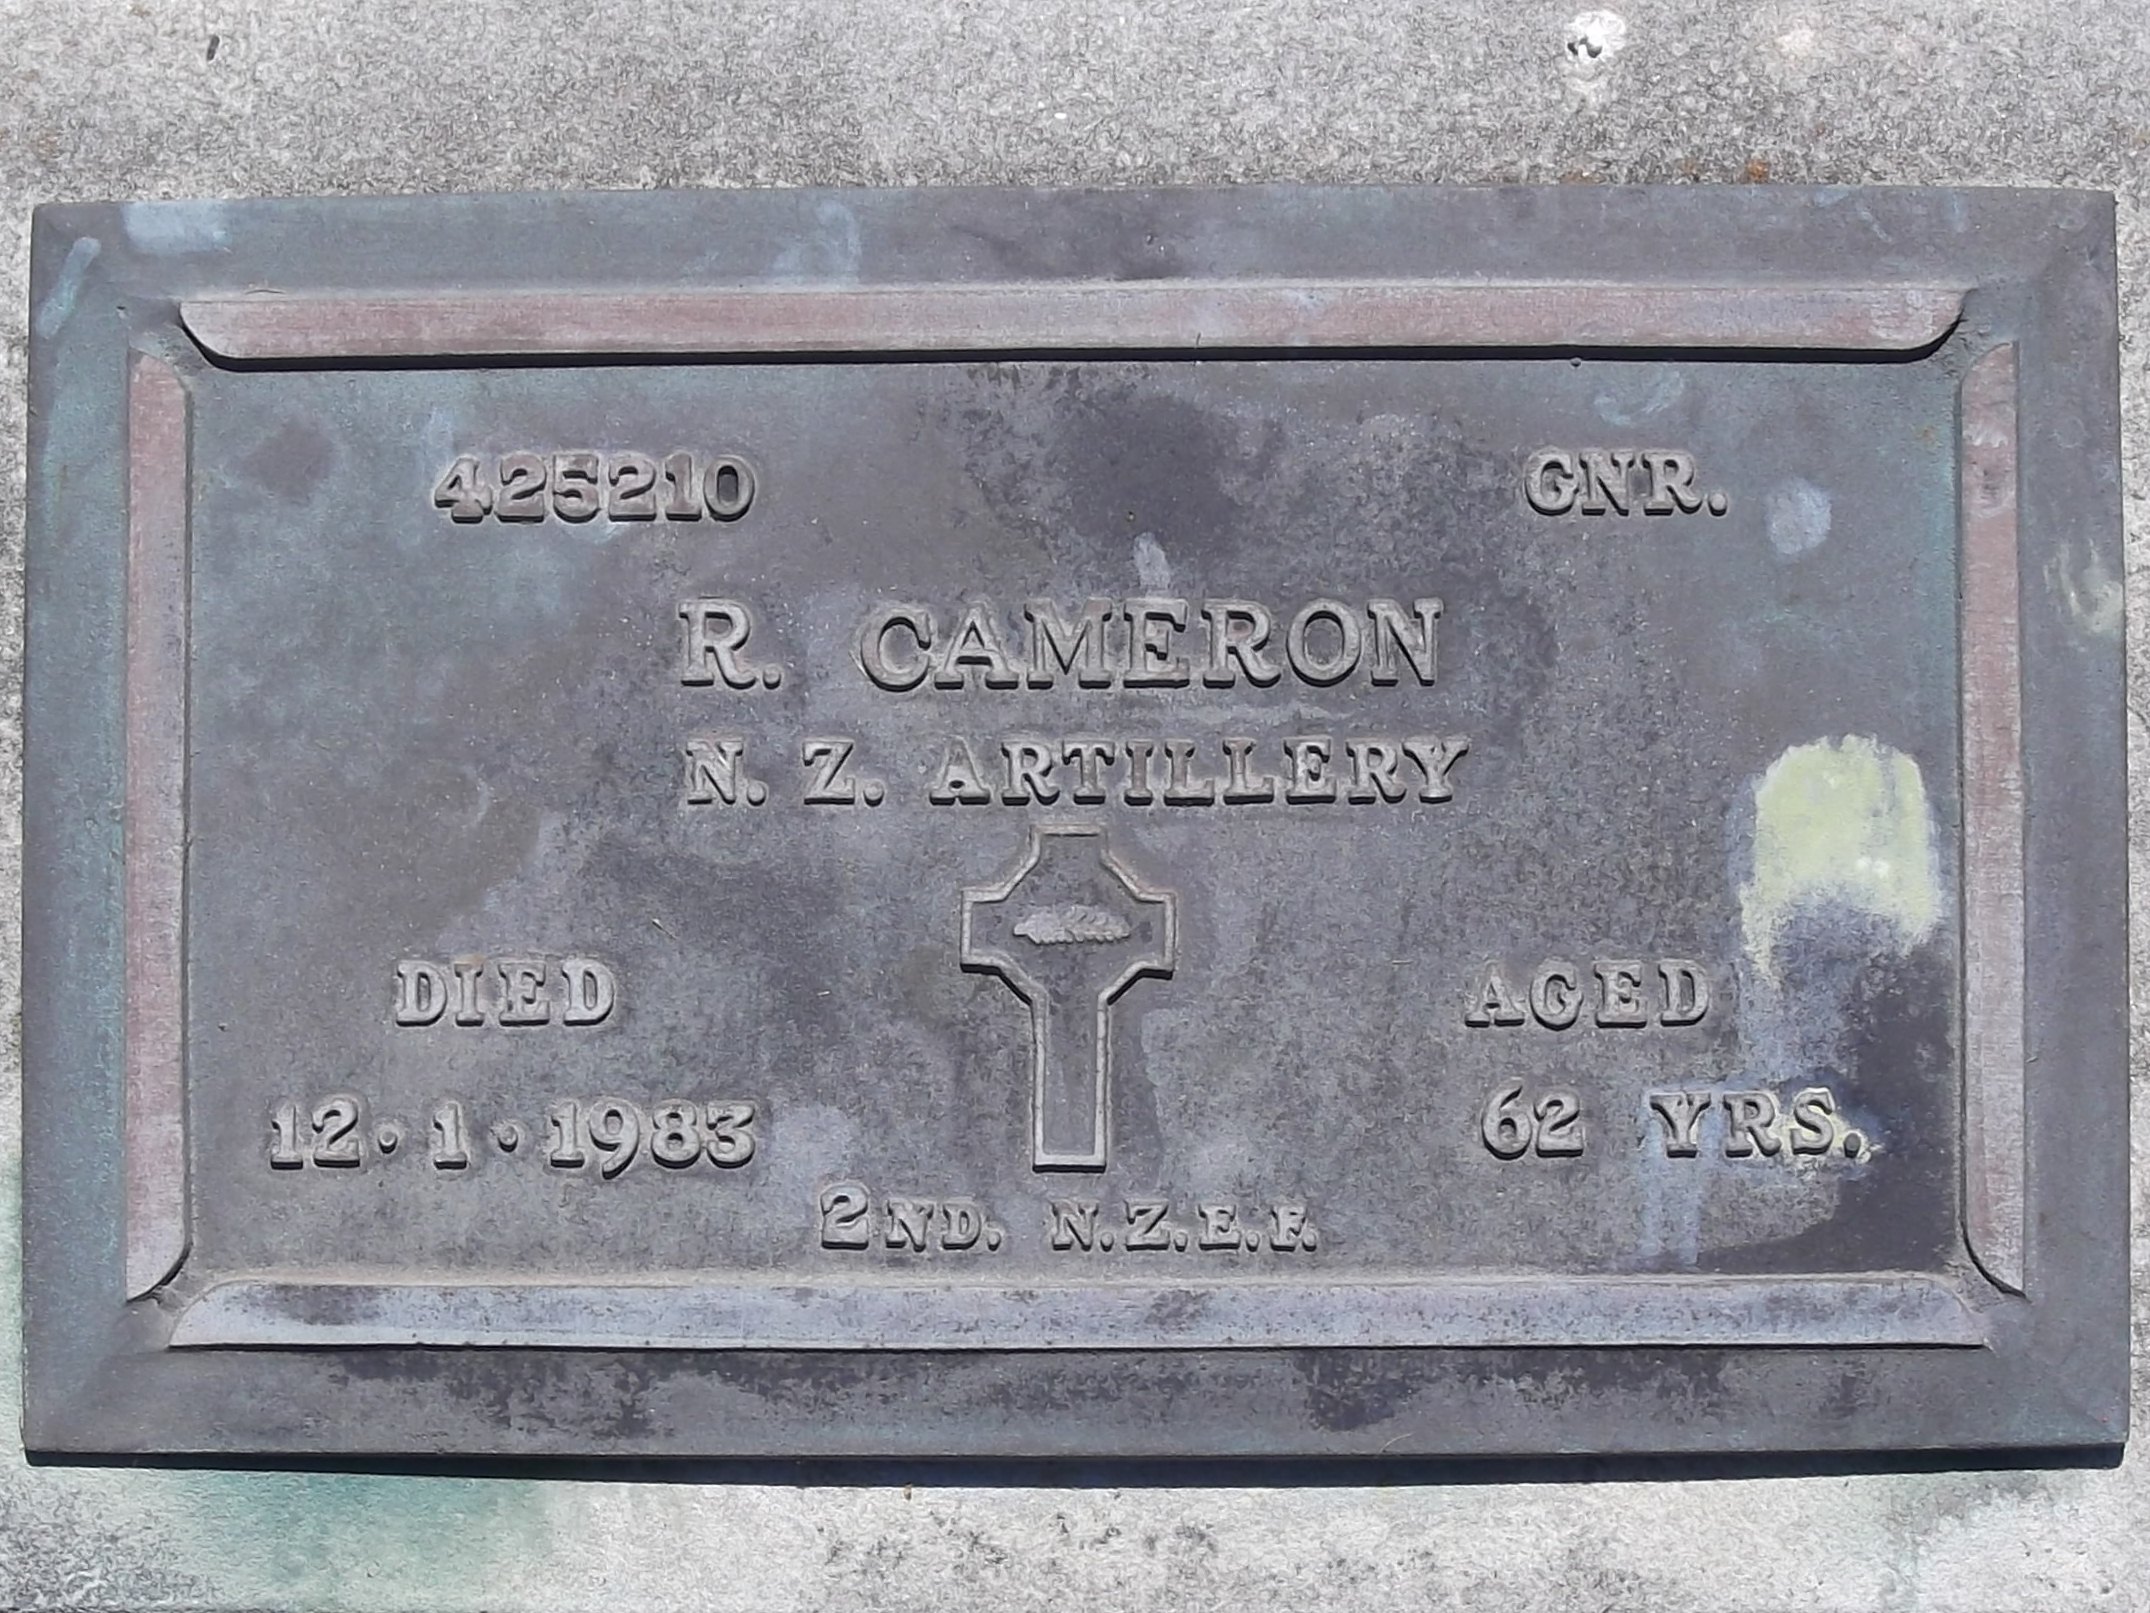 425210 GNR.
R. CAMERON
N. Z. ARTILLERY
DIED AGED
12·1·1983 62 YRS.
2ND. N.Z.E.F.